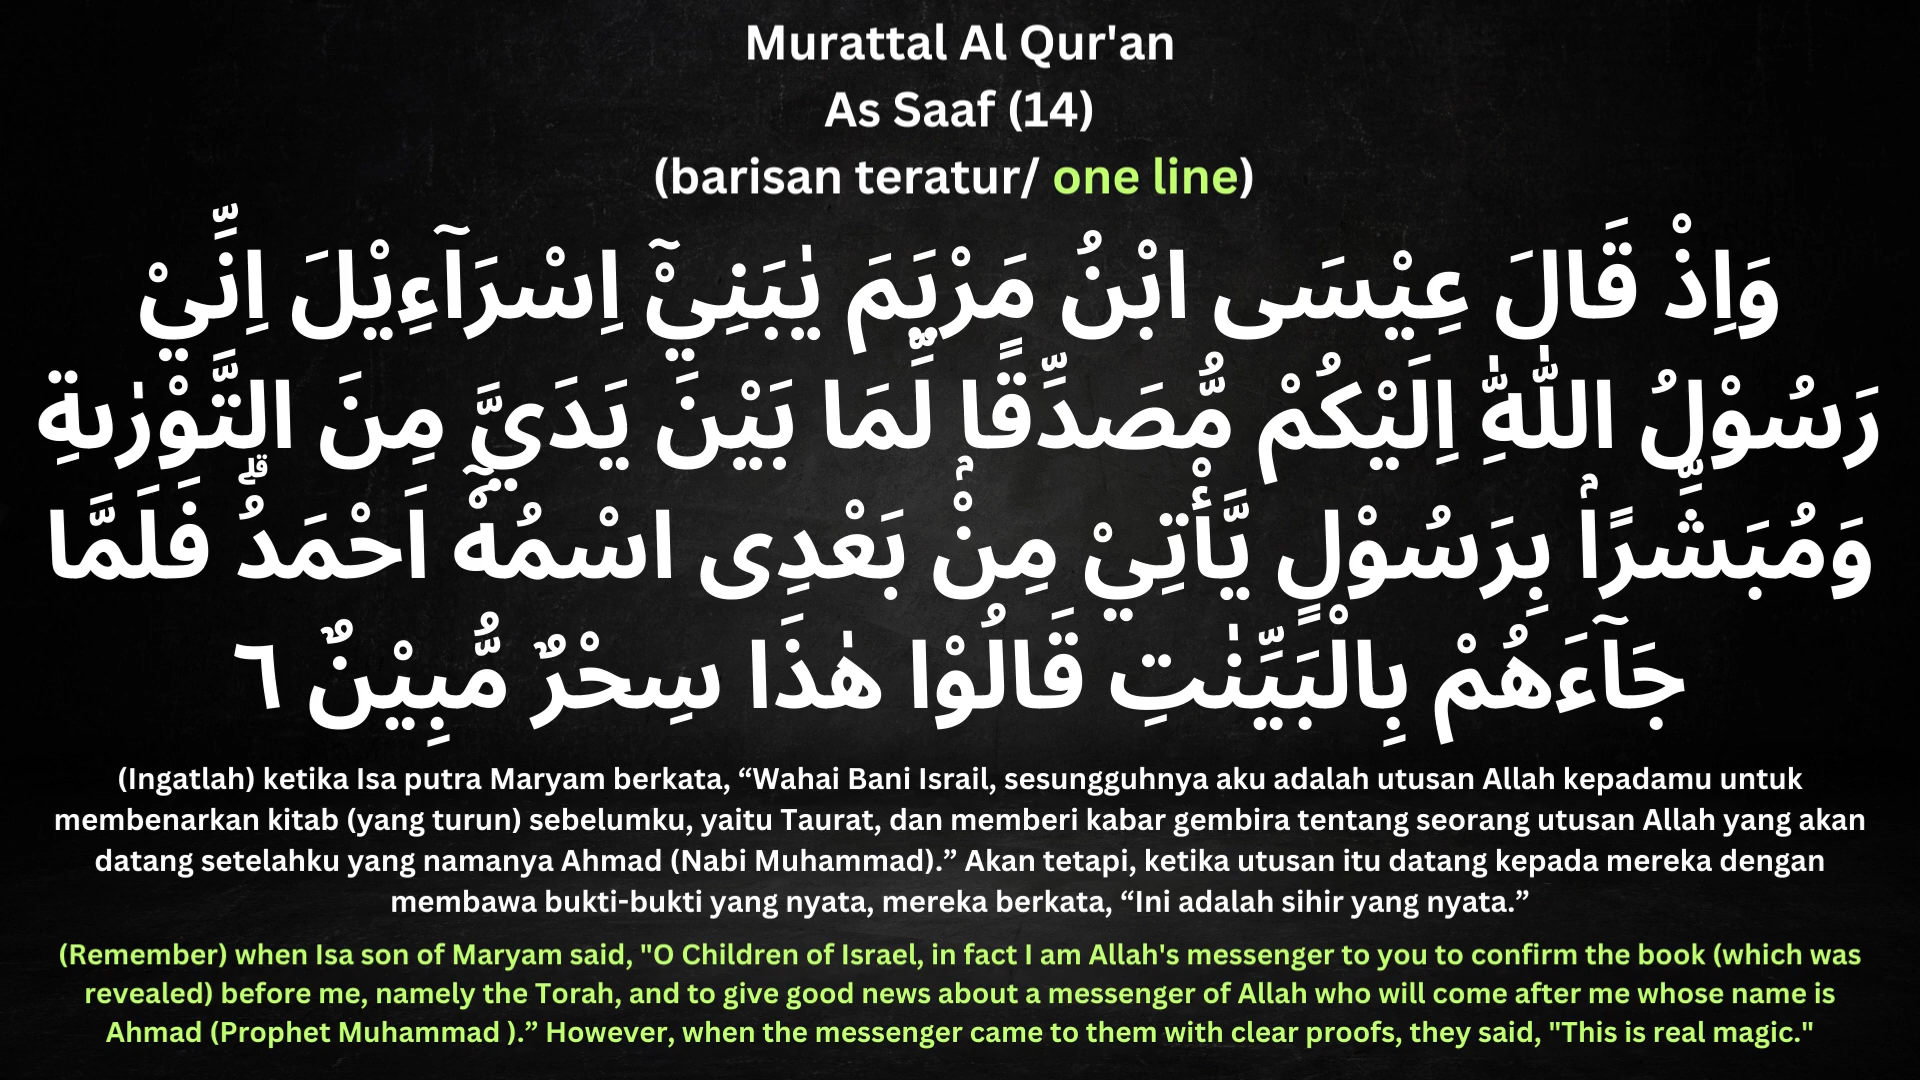 Murattal Al Qur'an
As Saaf (14)
(barisan teratur/ one line)
وَاِذْ قَالَ عِيْسَى ابْنُ مَرْيَمَ يٰبَنِيْٓ اِسْرَاۤءِيْلَ اِنِّيْ
رَسُوْلُ اللّٰهِ اِلَيْكُمْ مُّصَدِّقًا لِّمَا بَيْنَ يَدَيَّ مِنَ التَّوْرٰىةِ
وَمُبَشِّرًاۢ بِرَسُوْلٍ يَّأْتِيْ مِنْۢ بَعْدِى اسْمُهٗٓ اَحْمَدُۗ فَلَمَّا
جَاۤءَهُمْ بِالْبَيِّنٰتِ قَالُوْا هٰذَا سِحْرٌ مُّبِيْنٌ ٦
(Ingatlah) ketika Isa putra Maryam berkata, “Wahai Bani Israil, sesungguhnya aku adalah utusan Allah kepadamu untuk
membenarkan kitab (yang turun) sebelumku, yaitu Taurat, dan memberi kabar gembira tentang seorang utusan Allah yang akan
datang setelahku yang namanya Ahmad (Nabi Muhammad).” Akan tetapi, ketika utusan itu datang kepada mereka dengan
membawa bukti-bukti yang nyata, mereka berkata, “Ini adalah sihir yang nyata.”
(Remember) when Isa son of Maryam said, "O Children of Israel, in fact I am Allah's messenger to you to confirm the book (which was
revealed) before me, namely the Torah, and to give good news about a messenger of Allah who will come after me whose name is
Ahmad (Prophet Muhammad ).” However, when the messenger came to them with clear proofs, they said, "This is real magic."